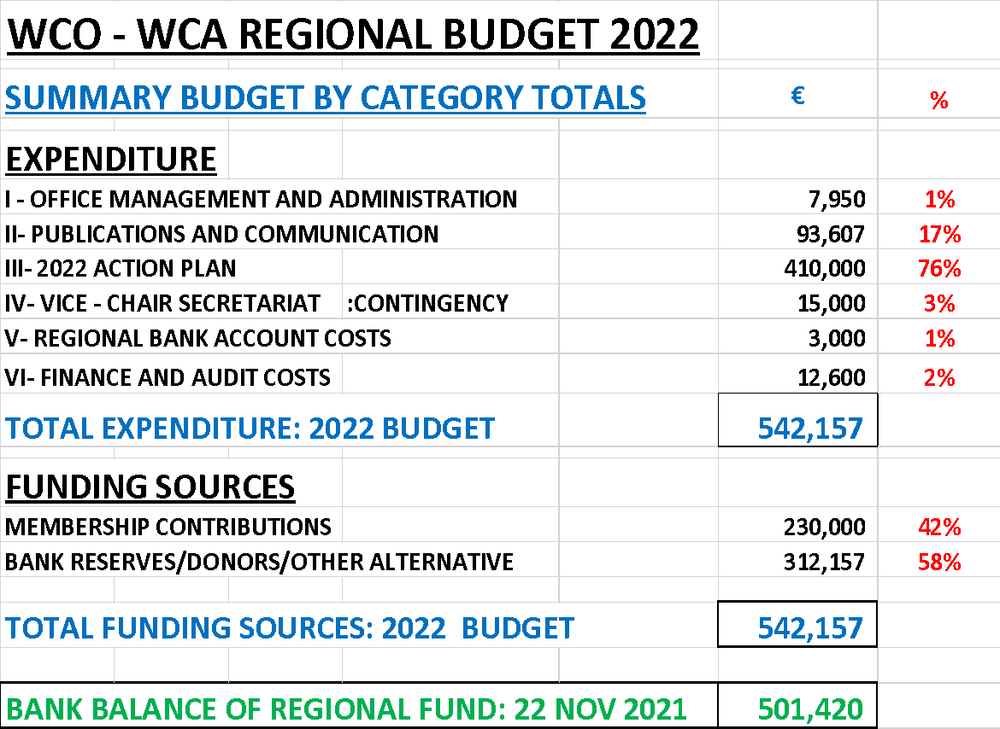 WCO - WCA REGIONAL BUDGET 2022
SUMMARY BUDGET BY CATEGORY TOTALS € %
EXPENDITURE
I - OFFICE MANAGEMENT AND ADMINISTRATION 7,950 1%
II- PUBLICATIONS AND COMMUNICATION 93,607 17%
III- 2022 ACTION PLAN 410,000 76%
IV- VICE - CHAIR SECRETARIAT :CONTINGENCY 15,000 3%
V- REGIONAL BANK ACCOUNT COSTS 3,000 1%
VI- FINANCE AND AUDIT COSTS 12,600 2%
TOTAL EXPENDITURE: 2022 BUDGET 542,157
FUNDING SOURCES
MEMBERSHIP CONTRIBUTIONS 230,000 42%
BANK RESERVES/DONORS/OTHER ALTERNATIVE 312,157 58%
TOTAL FUNDING SOURCES: 2022 BUDGET 542,157
BANK BALANCE OF REGIONAL FUND: 22 NOV 2021 501,420